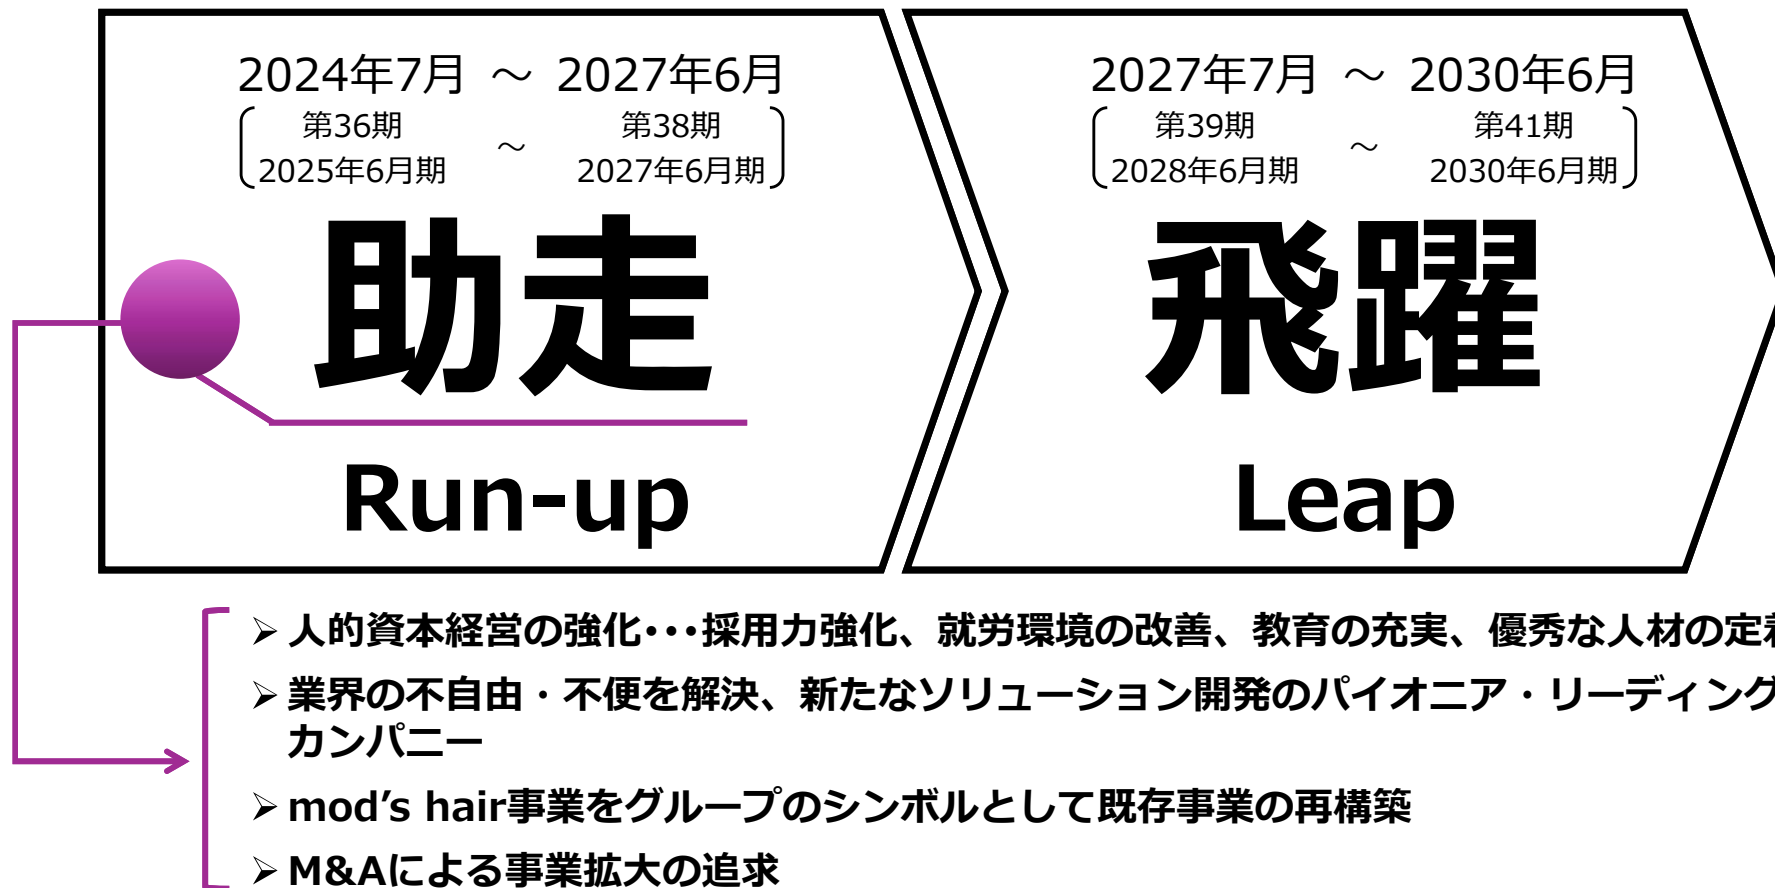 2024年7月 ～ 2027年6月
第36期 ～ 第38期
2025年6月期 2027年6月期
助走
Run-up
2027年7月 ～ 2030年6月
第39期 ～ 第41期
2028年6月期 2030年6月期
飛躍
Leap
➢ 人的資本経営の強化･･･採用力強化、就労環境の改善、教育の充実、優秀な人材の定着
➢ 業界の不自由・不便を解決、新たなソリューション開発のパイオニア・リーディング
カンパニー
➢ mod’s hair事業をグループのシンボルとして既存事業の再構築
➢ M&Aによる事業拡大の追求